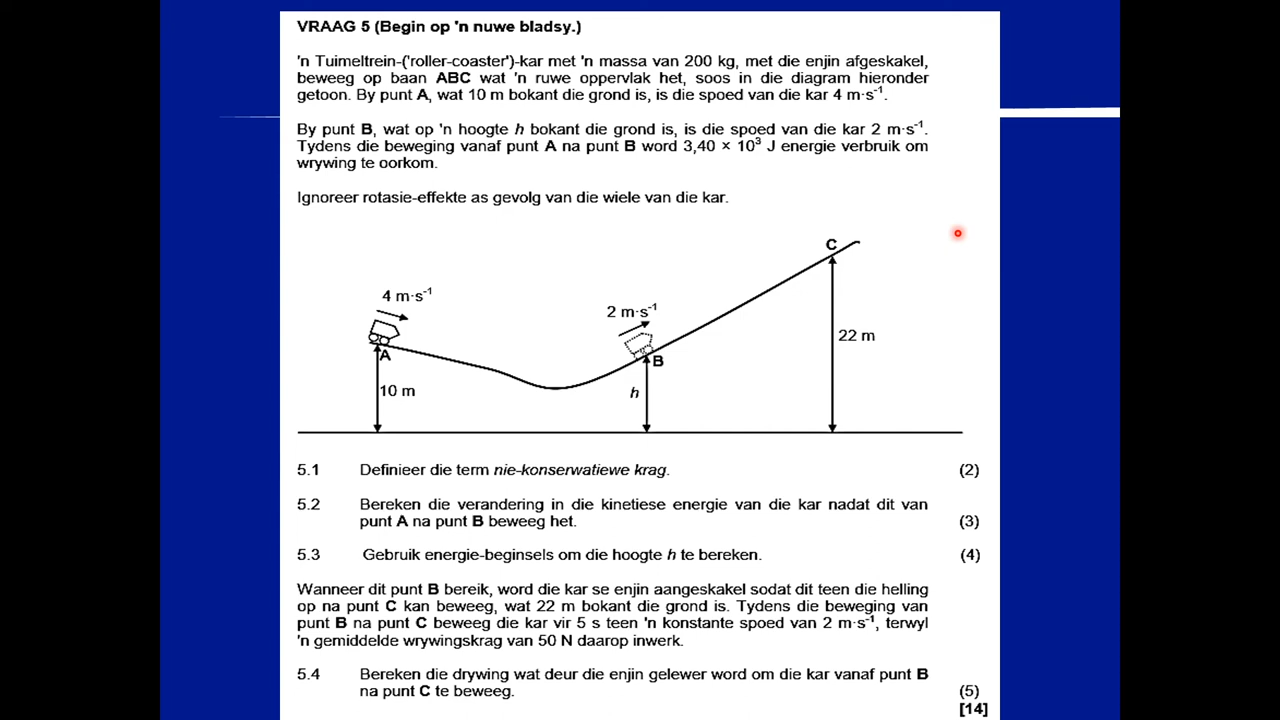 VRAAG 5 (Begin op 'n nuwe bladsy.)
'n Tuimeltrein-('roller-coaster')-kar met 'n massa van 200 kg, met die enjin afgeskakel,
beweeg op baan ABC wat 'n ruwe oppervlak het, soos in die diagram hieronder
getoon. By punt A, wat 10 m bokant die grond is, is die spoed van die kar 4 m·s⁻¹.
By punt B, wat op 'n hoogte h bokant die grond is, is die spoed van die kar 2 m·s⁻¹.
Tydens die beweging vanaf punt A na punt B word 3,40 × 10³ J energie verbruik om
wrywing te oorkom.
Ignoreer rotasie-effekte as gevolg van die wiele van die kar.
C
4 m·s⁻¹
2 m·s⁻¹
22 m
A
B
10 m
h
5.1 Definieer die term nie-konserwatiewe krag. (2)
5.2 Bereken die verandering in die kinetiese energie van die kar nadat dit van
punt A na punt B beweeg het. (3)
5.3 Gebruik energie-beginsels om die hoogte h te bereken. (4)
Wanneer dit punt B bereik, word die kar se enjin aangeskakel sodat dit teen die helling
op na punt C kan beweeg, wat 22 m bokant die grond is. Tydens die beweging van
punt B na punt C beweeg die kar vir 5 s teen 'n konstante spoed van 2 m·s⁻¹, terwyl
'n gemiddelde wrywingskrag van 50 N daarop inwerk.
5.4 Bereken die drywing wat deur die enjin gelewer word om die kar vanaf punt B
na punt C te beweeg. (5)
[14]